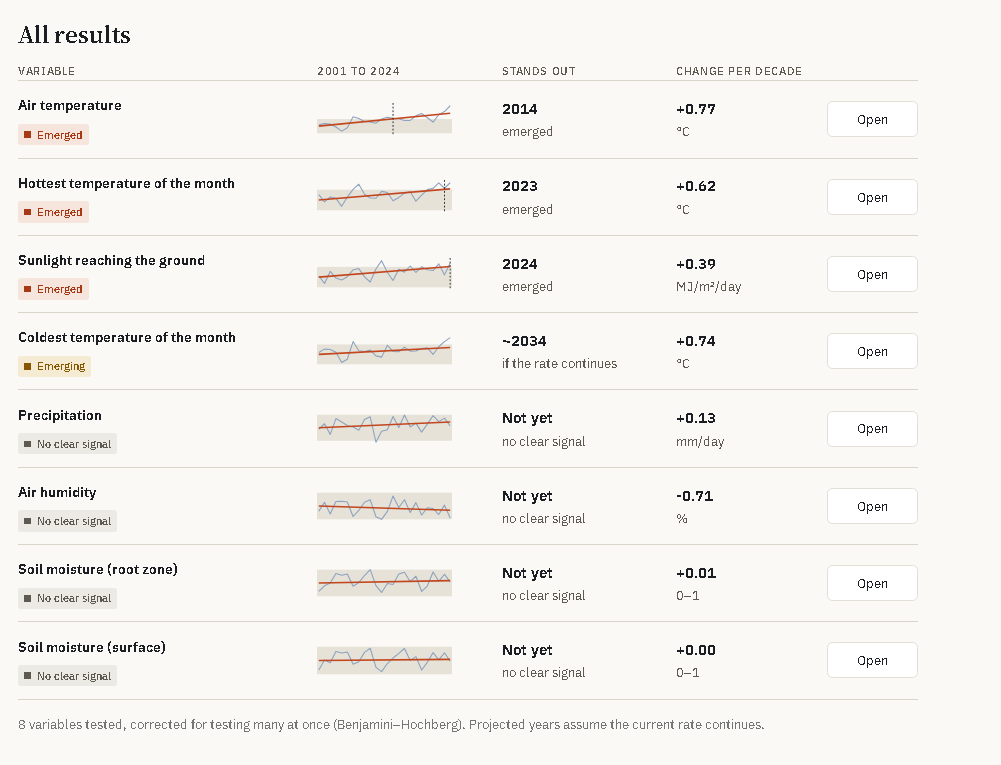 All results
VARIABLE 2001 TO 2024 STANDS OUT CHANGE PER DECADE
Air temperature
Emerged
2014
emerged
+0.77
°C
Open
Hottest temperature of the month
Emerged
2023
emerged
+0.62
°C
Open
Sunlight reaching the ground
Emerged
2024
emerged
+0.39
MJ/m²/day
Open
Coldest temperature of the month
Emerging
~2034
if the rate continues
+0.74
°C
Open
Precipitation
No clear signal
Not yet
no clear signal
+0.13
mm/day
Open
Air humidity
No clear signal
Not yet
no clear signal
-0.71
%
Open
Soil moisture (root zone)
No clear signal
Not yet
no clear signal
+0.01
0–1
Open
Soil moisture (surface)
No clear signal
Not yet
no clear signal
+0.00
0–1
Open
8 variables tested, corrected for testing many at once (Benjamini–Hochberg). Projected years assume the current rate continues.